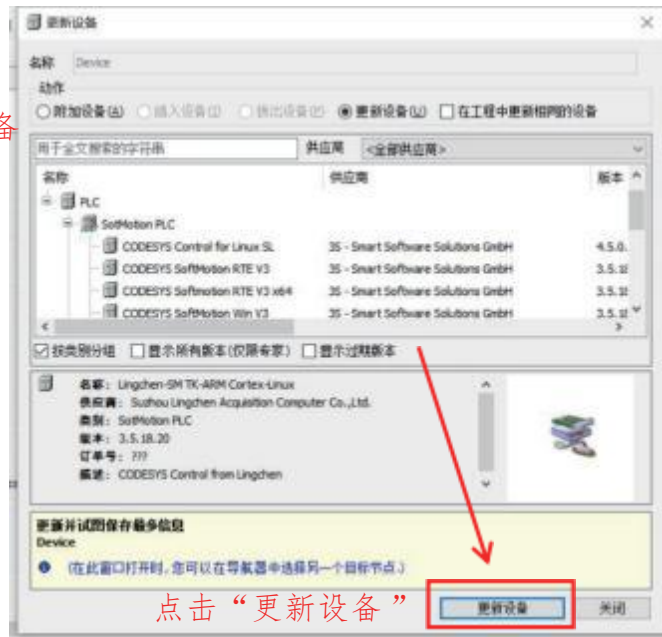 更新设备
名称 Device
动作
附加设备(A) 插入设备(I) 拔出设备(P) 更新设备(U) 在工程中更新相同的设备
备
用于全文搜索的字符串 供应商 <全部供应商>
名称 供应商 版本
PLC
SoftMotion PLC
CODESYS Control for Linux SL 3S - Smart Software Solutions GmbH 4.5.0.
CODESYS SoftMotion RTE V3 3S - Smart Software Solutions GmbH 3.5.18
CODESYS Softmotion RTE V3 x64 3S - Smart Software Solutions GmbH 3.5.18
CODESYS SoftMotion Win V3 3S - Smart Software Solutions GmbH 3.5.18
按类别分组 显示所有版本(仅限专家) 显示过期版本
名称: Lingchen-SM TK-ARM Cortex-Linux
供应商: Suzhou Lingchen Acquisition Computer Co.,Ltd.
类别: SoftMotion PLC
版本: 3.5.18.20
订单号: ???
描述: CODESYS Control from Lingchen
更新并试图保存最多信息
Device
(在此窗口打开时,您可以在导航器中选择另一个目标节点.)
点击“更新设备” 更新设备 关闭